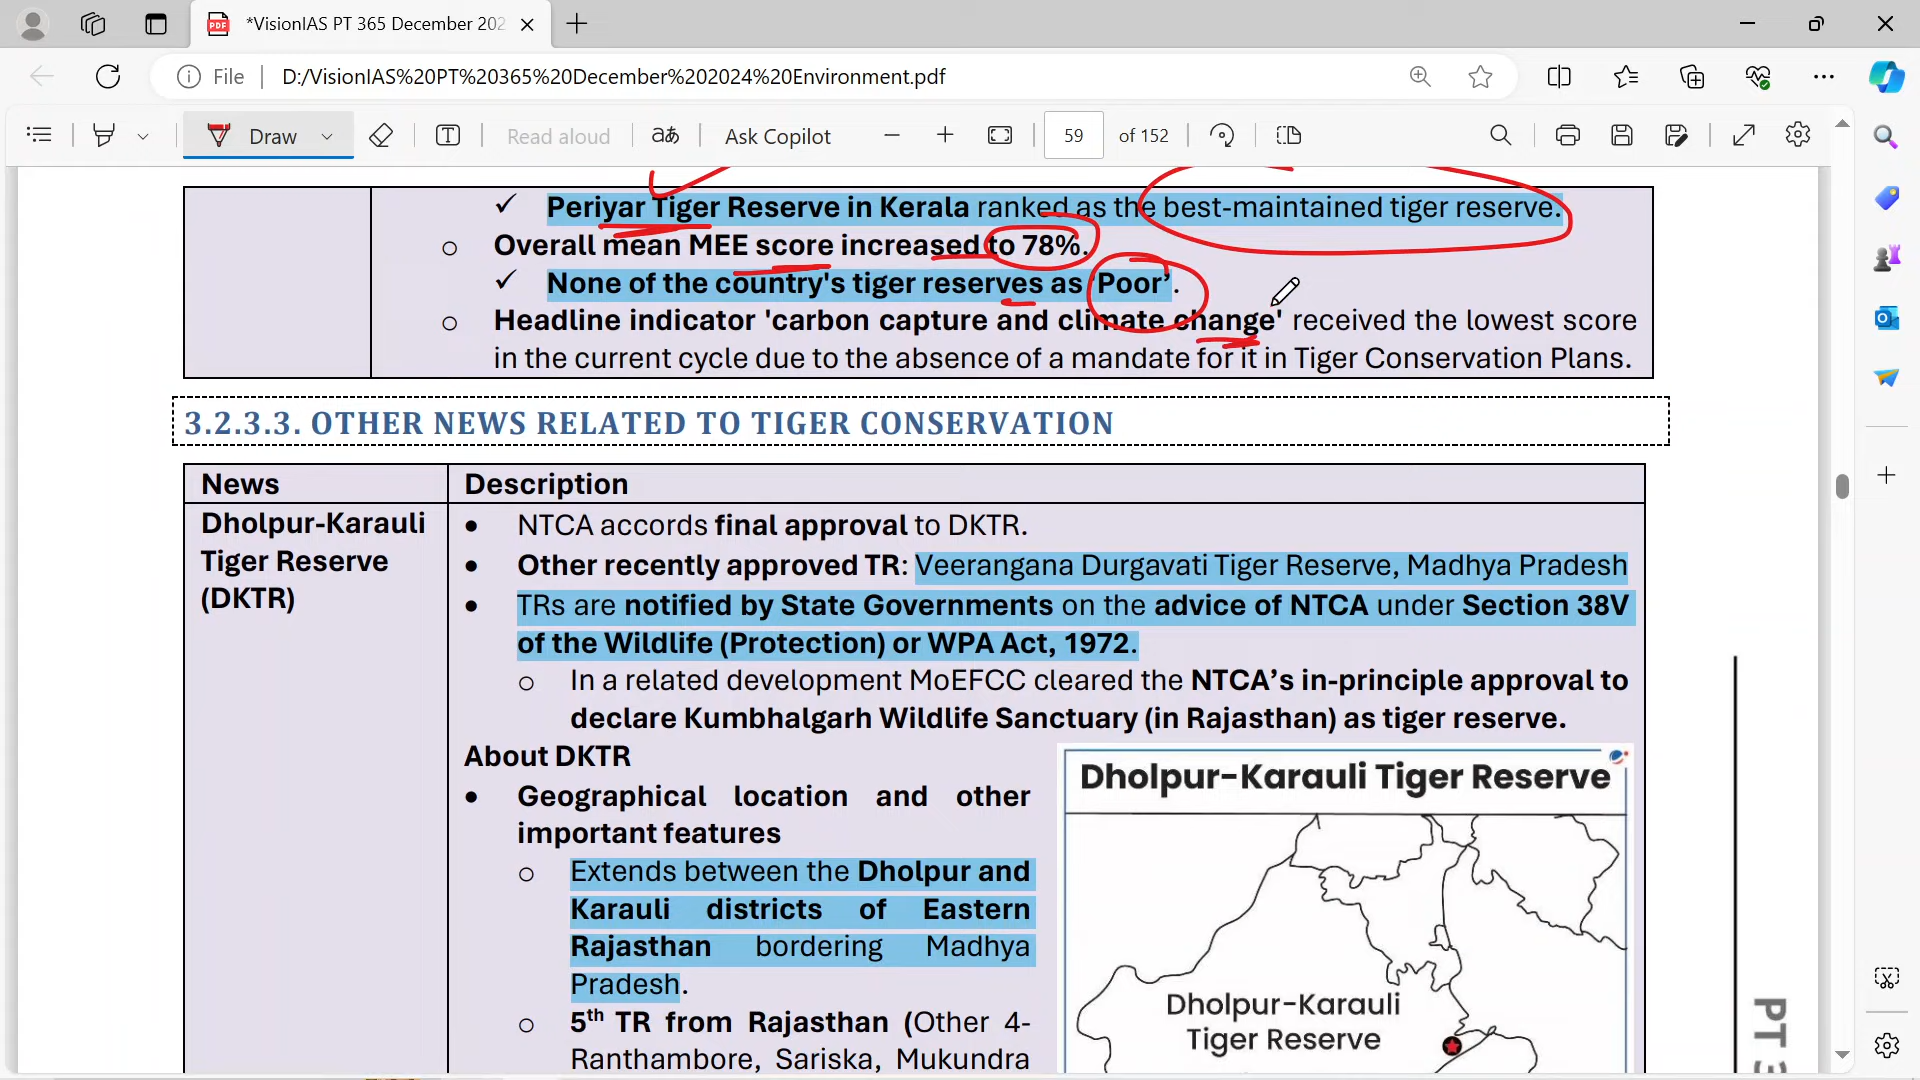 *VisionIAS PT 365 December 202
File
D:/VisionIAS%20PT%20365%20December%202024%20Environment.pdf
Draw
Read aloud
aあ
Ask Copilot
59 of 152
✓ Periyar Tiger Reserve in Kerala ranked as the best-maintained tiger reserve.
o Overall mean MEE score increased to 78%.
✓ None of the country's tiger reserves as 'Poor'.
o Headline indicator 'carbon capture and climate change' received the lowest score
in the current cycle due to the absence of a mandate for it in Tiger Conservation Plans.
3.2.3.3. OTHER NEWS RELATED TO TIGER CONSERVATION
News
Description
Dholpur-Karauli
Tiger Reserve
(DKTR)
• NTCA accords final approval to DKTR.
• Other recently approved TR: Veerangana Durgavati Tiger Reserve, Madhya Pradesh
• TRs are notified by State Governments on the advice of NTCA under Section 38V
of the Wildlife (Protection) or WPA Act, 1972.
o In a related development MoEFCC cleared the NTCA's in-principle approval to
declare Kumbhalgarh Wildlife Sanctuary (in Rajasthan) as tiger reserve.
About DKTR
• Geographical location and other
important features
o Extends between the Dholpur and
Karauli districts of Eastern
Rajasthan bordering Madhya
Pradesh.
o 5th TR from Rajasthan (Other 4-
Ranthambore, Sariska, Mukundra
Dholpur-Karauli Tiger Reserve
Dholpur-Karauli
Tiger Reserve
PT 3